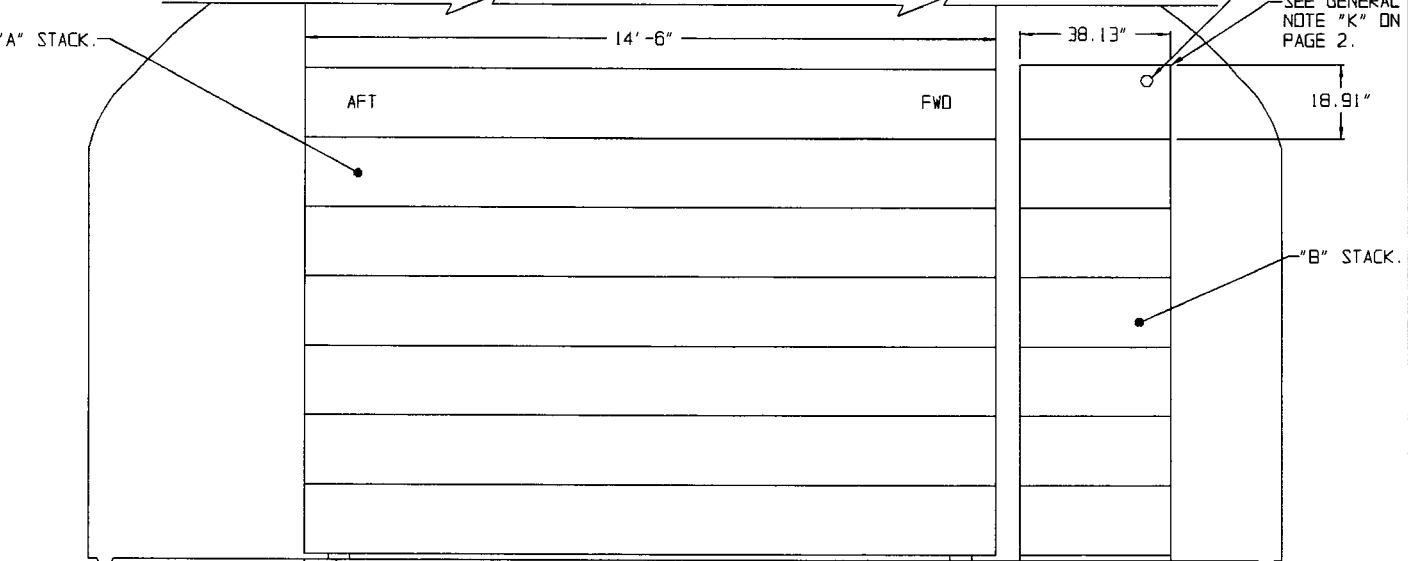 "A" STACK.
14'-6"
38.13"
SEE GENERAL
NOTE "K" ON
PAGE 2.
AFT
FWD
18.91"
"B" STACK.